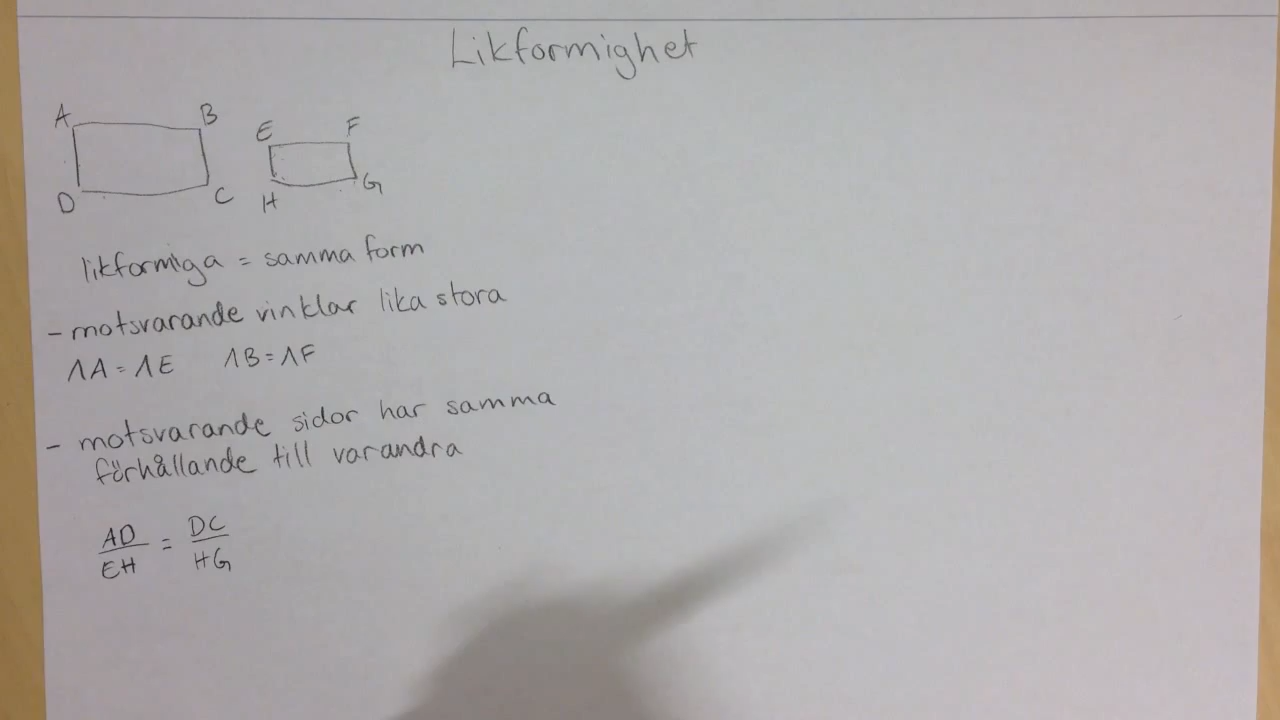 Likformighet
A B
E F
D C H G
likformiga = samma form
- motsvarande vinklar lika stora
∧A = ∧E ∧B = ∧F
- motsvarande sidor har samma
förhållande till varandra
AD/EH = DC/HG